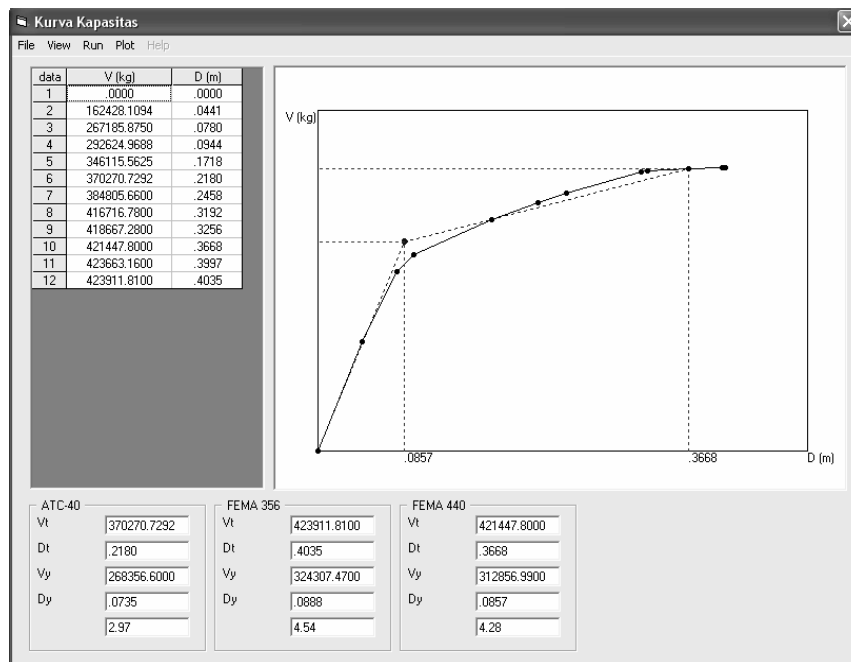 Kurva Kapasitas
File View Run Plot Help
data V (kg) D (m)
1 .0000 .0000
2 162428.1094 .0441
3 267185.8750 .0780
4 292624.9688 .0944
5 346115.5625 .1718
6 370270.7292 .2180
7 384805.6600 .2458
8 416716.7800 .3192
9 418667.2800 .3256
10 421447.8000 .3668
11 423663.1600 .3997
12 423911.8100 .4035
V (kg)
.0857 .3668 D (m)
ATC-40
Vt 370270.7292
Dt .2180
Vy 268356.6000
Dy .0735
2.97
FEMA 356
Vt 423911.8100
Dt .4035
Vy 324307.4700
Dy .0888
4.54
FEMA 440
Vt 421447.8000
Dt .3668
Vy 312856.9900
Dy .0857
4.28